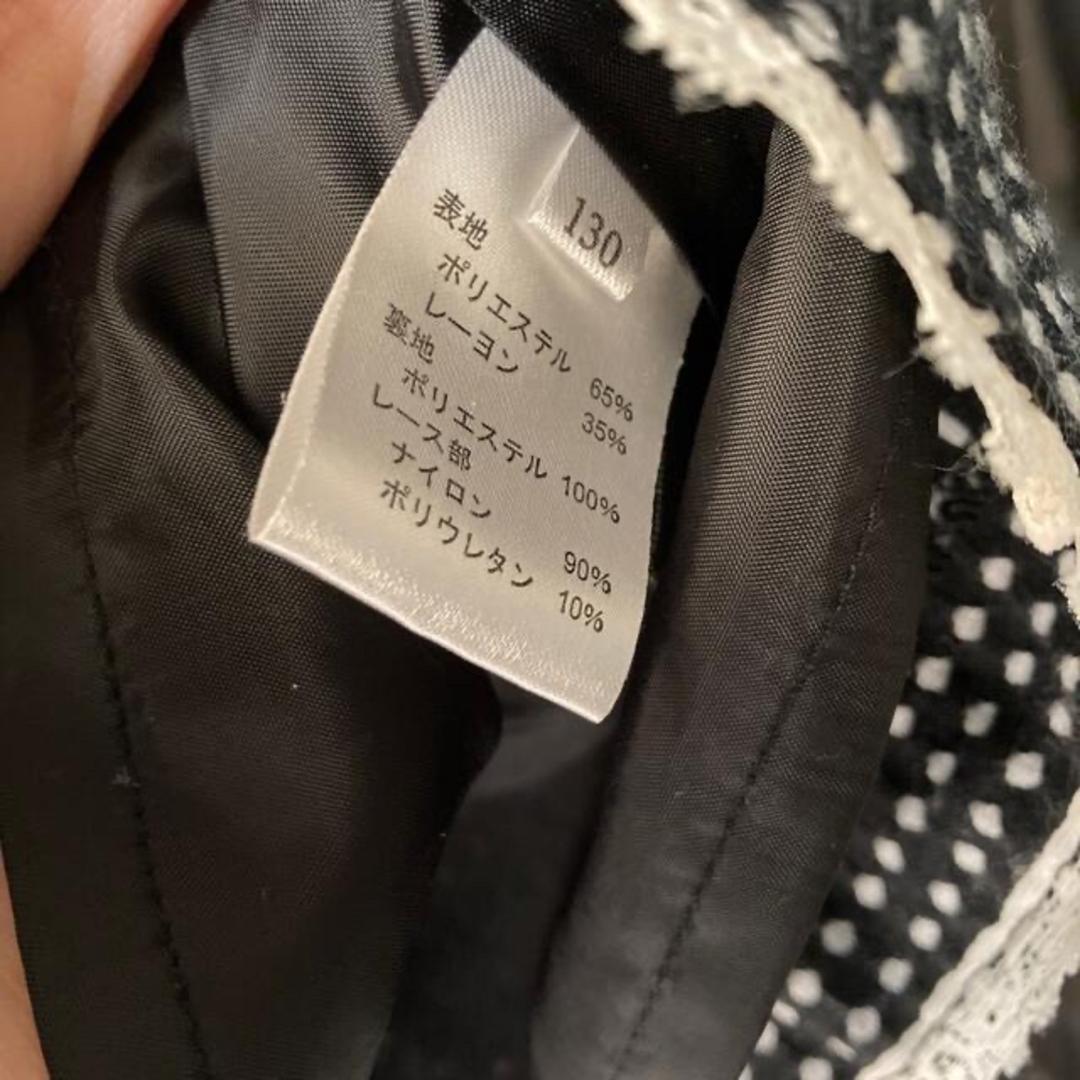 130
表地
ポリエステル 65%
レーヨン 35%
裏地
ポリエステル 100%
レース部
ナイロン 90%
ポリウレタン 10%